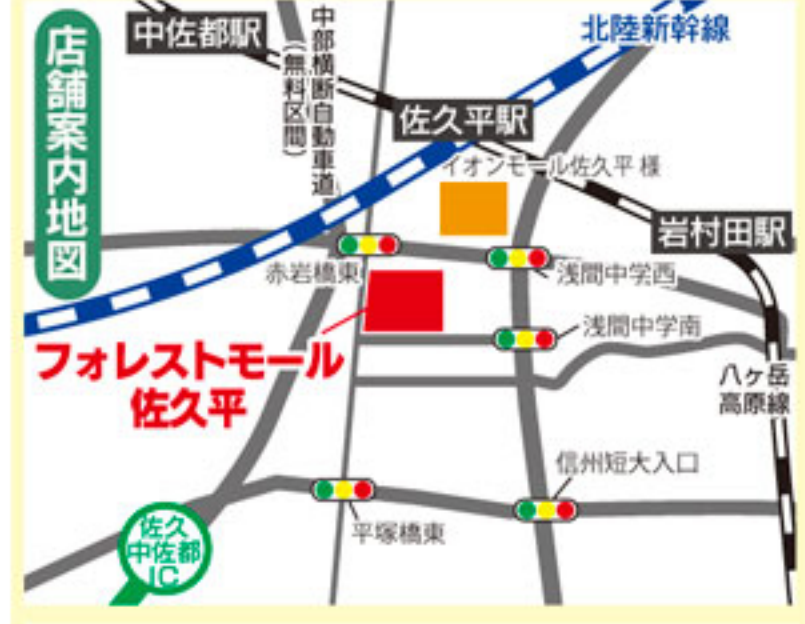 店舗案内地図
中佐都駅
中部横断自動車道
(無料区間)
北陸新幹線
佐久平駅
イオンモール佐久平 様
岩村田駅
赤岩橋東
浅間中学西
浅間中学南
フォレストモール
佐久平
八ヶ岳
高原線
信州短大入口
平塚橋東
佐久
中佐都
IC